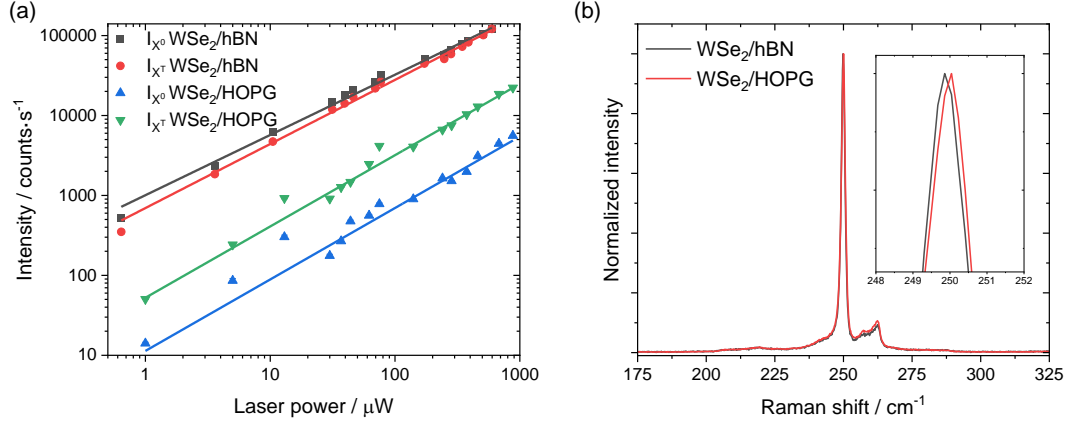 (a)
100000
10000
1000
100
10
1
10
100
1000
Intensity / counts·s⁻¹
Laser power / μW
I_X⁰ WSe₂/hBN
I_Xᵀ WSe₂/hBN
I_X⁰ WSe₂/HOPG
I_Xᵀ WSe₂/HOPG
(b)
Normalized intensity
WSe₂/hBN
WSe₂/HOPG
248 249 250 251 252
175 200 225 250 275 300 325
Raman shift / cm⁻¹